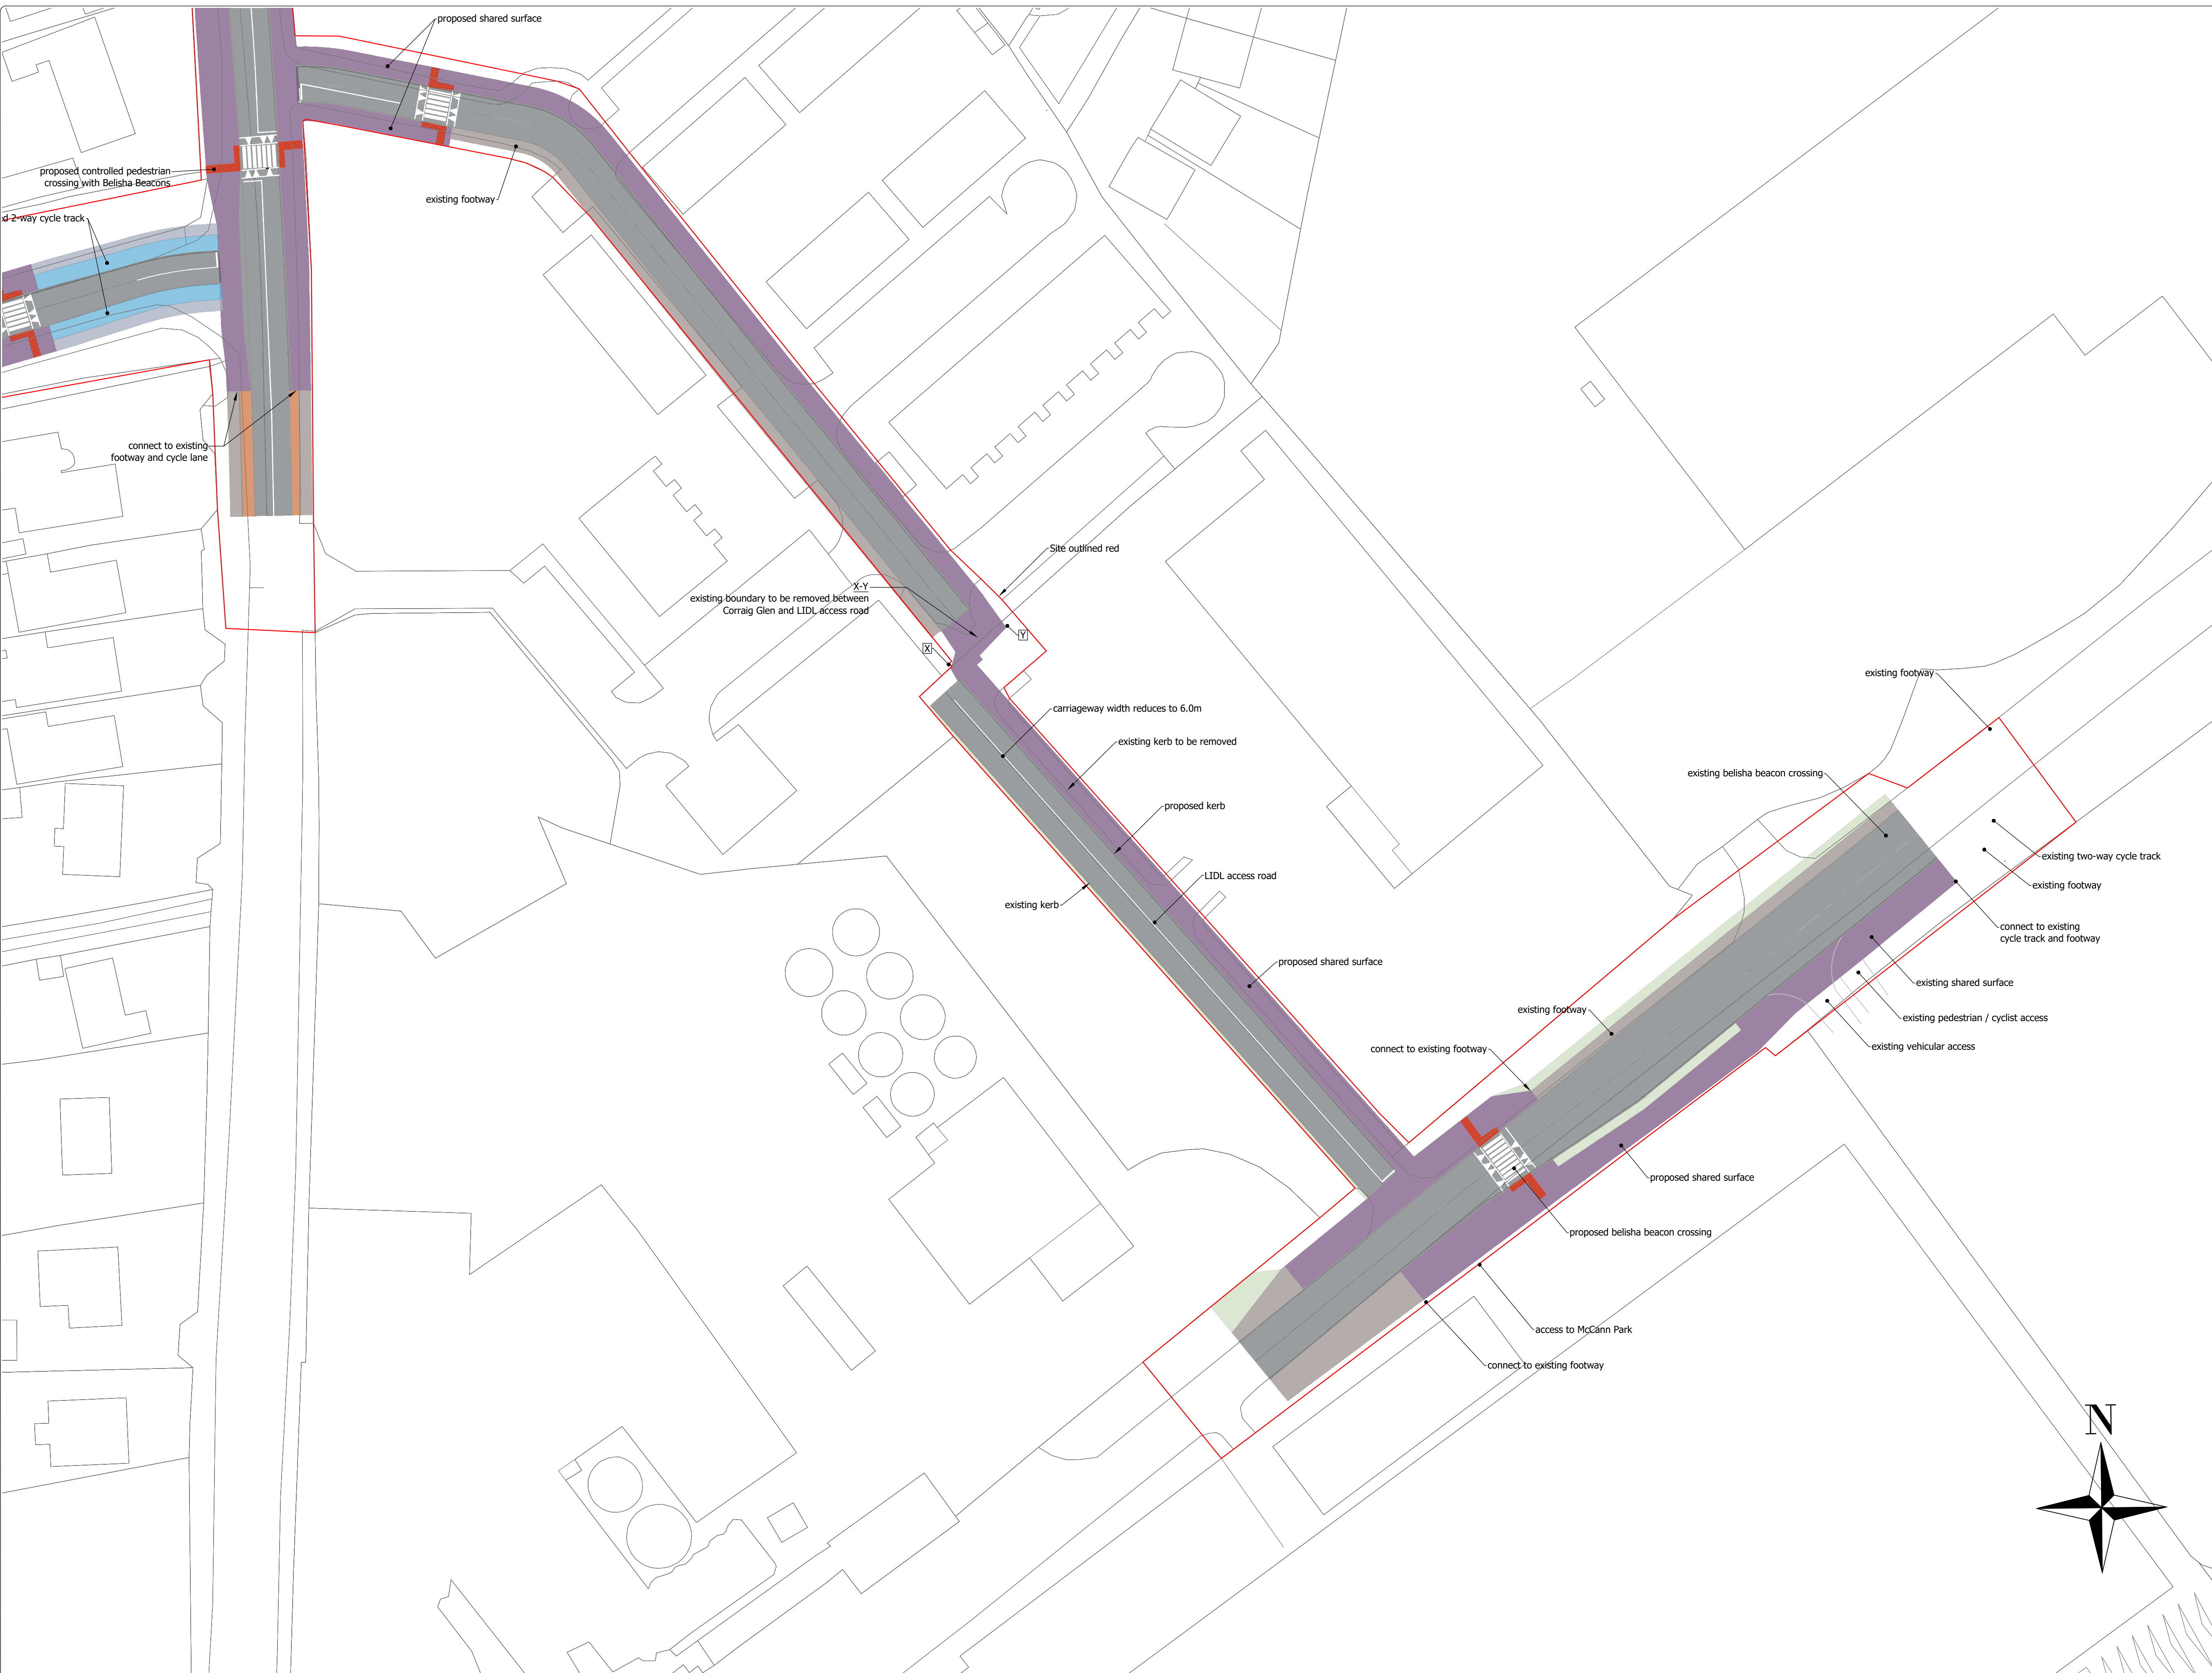 proposed shared surface
proposed controlled pedestrian
crossing with Belisha Beacons
existing footway
d 2-way cycle track
connect to existing
footway and cycle lane
Site outlined red
X-Y
existing boundary to be removed between
Corraig Glen and LIDL access road
Y
X
existing footway
carriageway width reduces to 6.0m
existing kerb to be removed
existing belisha beacon crossing
proposed kerb
existing two-way cycle track
LIDL access road
existing footway
existing kerb
connect to existing
cycle track and footway
proposed shared surface
existing shared surface
existing footway
existing pedestrian / cyclist access
connect to existing footway
existing vehicular access
proposed shared surface
proposed belisha beacon crossing
access to McCann Park
connect to existing footway
N